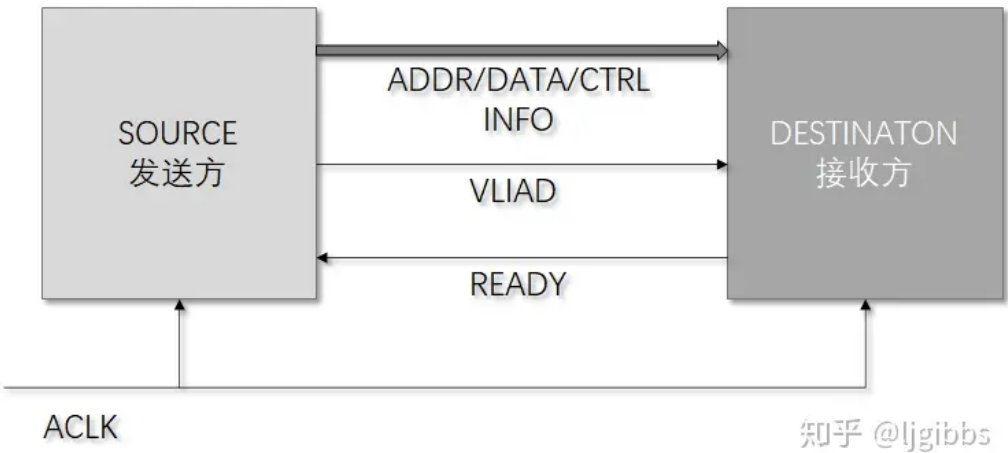 SOURCE
发送方
ADDR/DATA/CTRL
INFO
DESTINATON
接收方
VLIAD
READY
ACLK
知乎 @ljgibbs